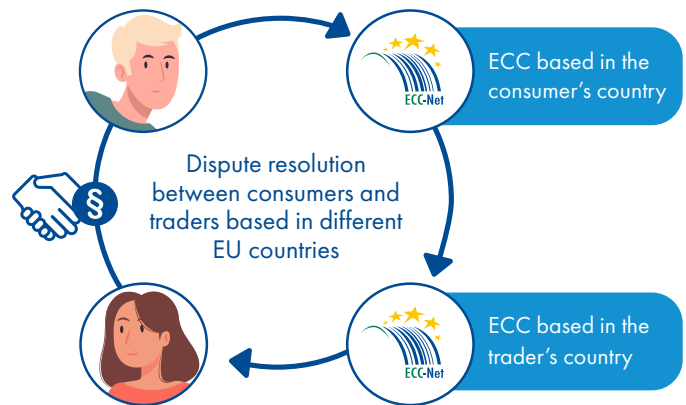 ECC-Net
ECC based in the
consumer's country
Dispute resolution
between consumers and
traders based in different
EU countries
§
ECC-Net
ECC based in the
trader's country